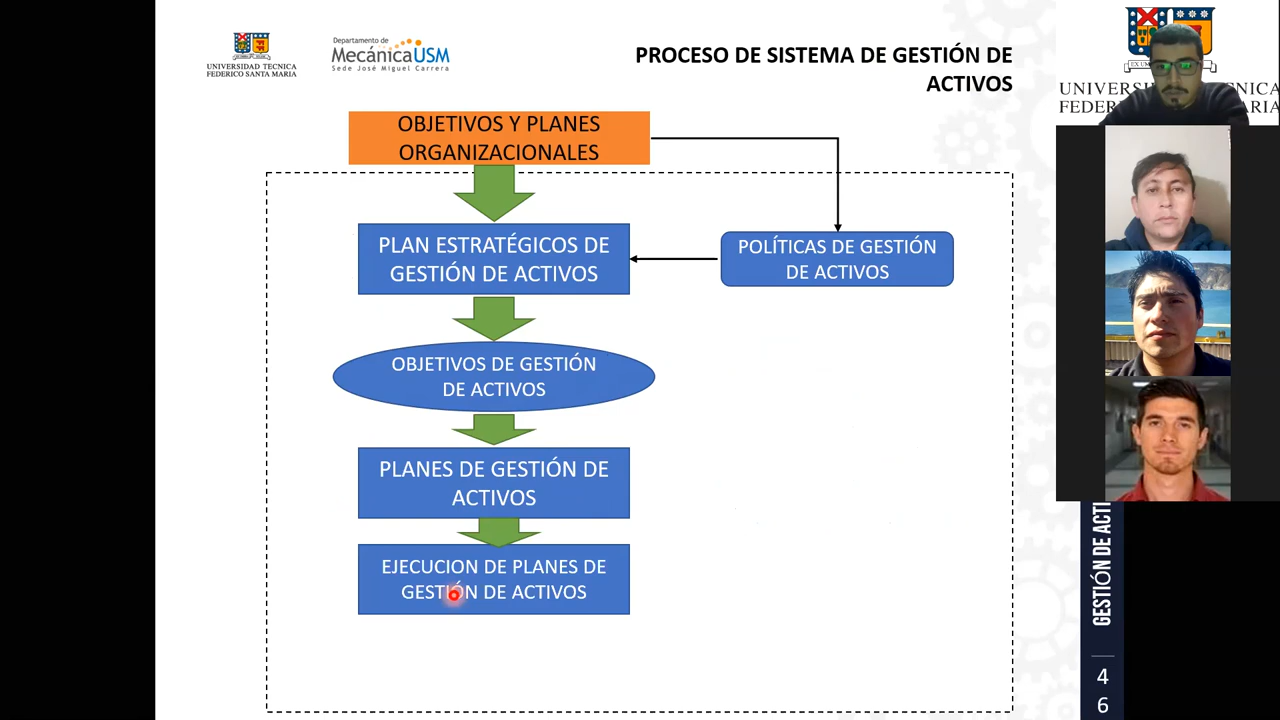 UNIVERSIDAD TECNICA
FEDERICO SANTA MARIA
Departamento de
MecánicaUSM
Sede José Miguel Carrera
PROCESO DE SISTEMA DE GESTIÓN DE
ACTIVOS
OBJETIVOS Y PLANES
ORGANIZACIONALES
PLAN ESTRATÉGICOS DE
GESTIÓN DE ACTIVOS
POLÍTICAS DE GESTIÓN
DE ACTIVOS
OBJETIVOS DE GESTIÓN
DE ACTIVOS
PLANES DE GESTIÓN DE
ACTIVOS
EJECUCION DE PLANES DE
GESTIÓN DE ACTIVOS
GESTIÓN DE ACTI
4
6